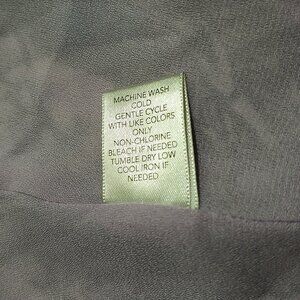 MACHINE WASH
COLD
GENTLE CYCLE
WITH LIKE COLORS
ONLY
NON-CHLORINE
BLEACH IF NEEDED
TUMBLE DRY LOW
COOL IRON IF
NEEDED